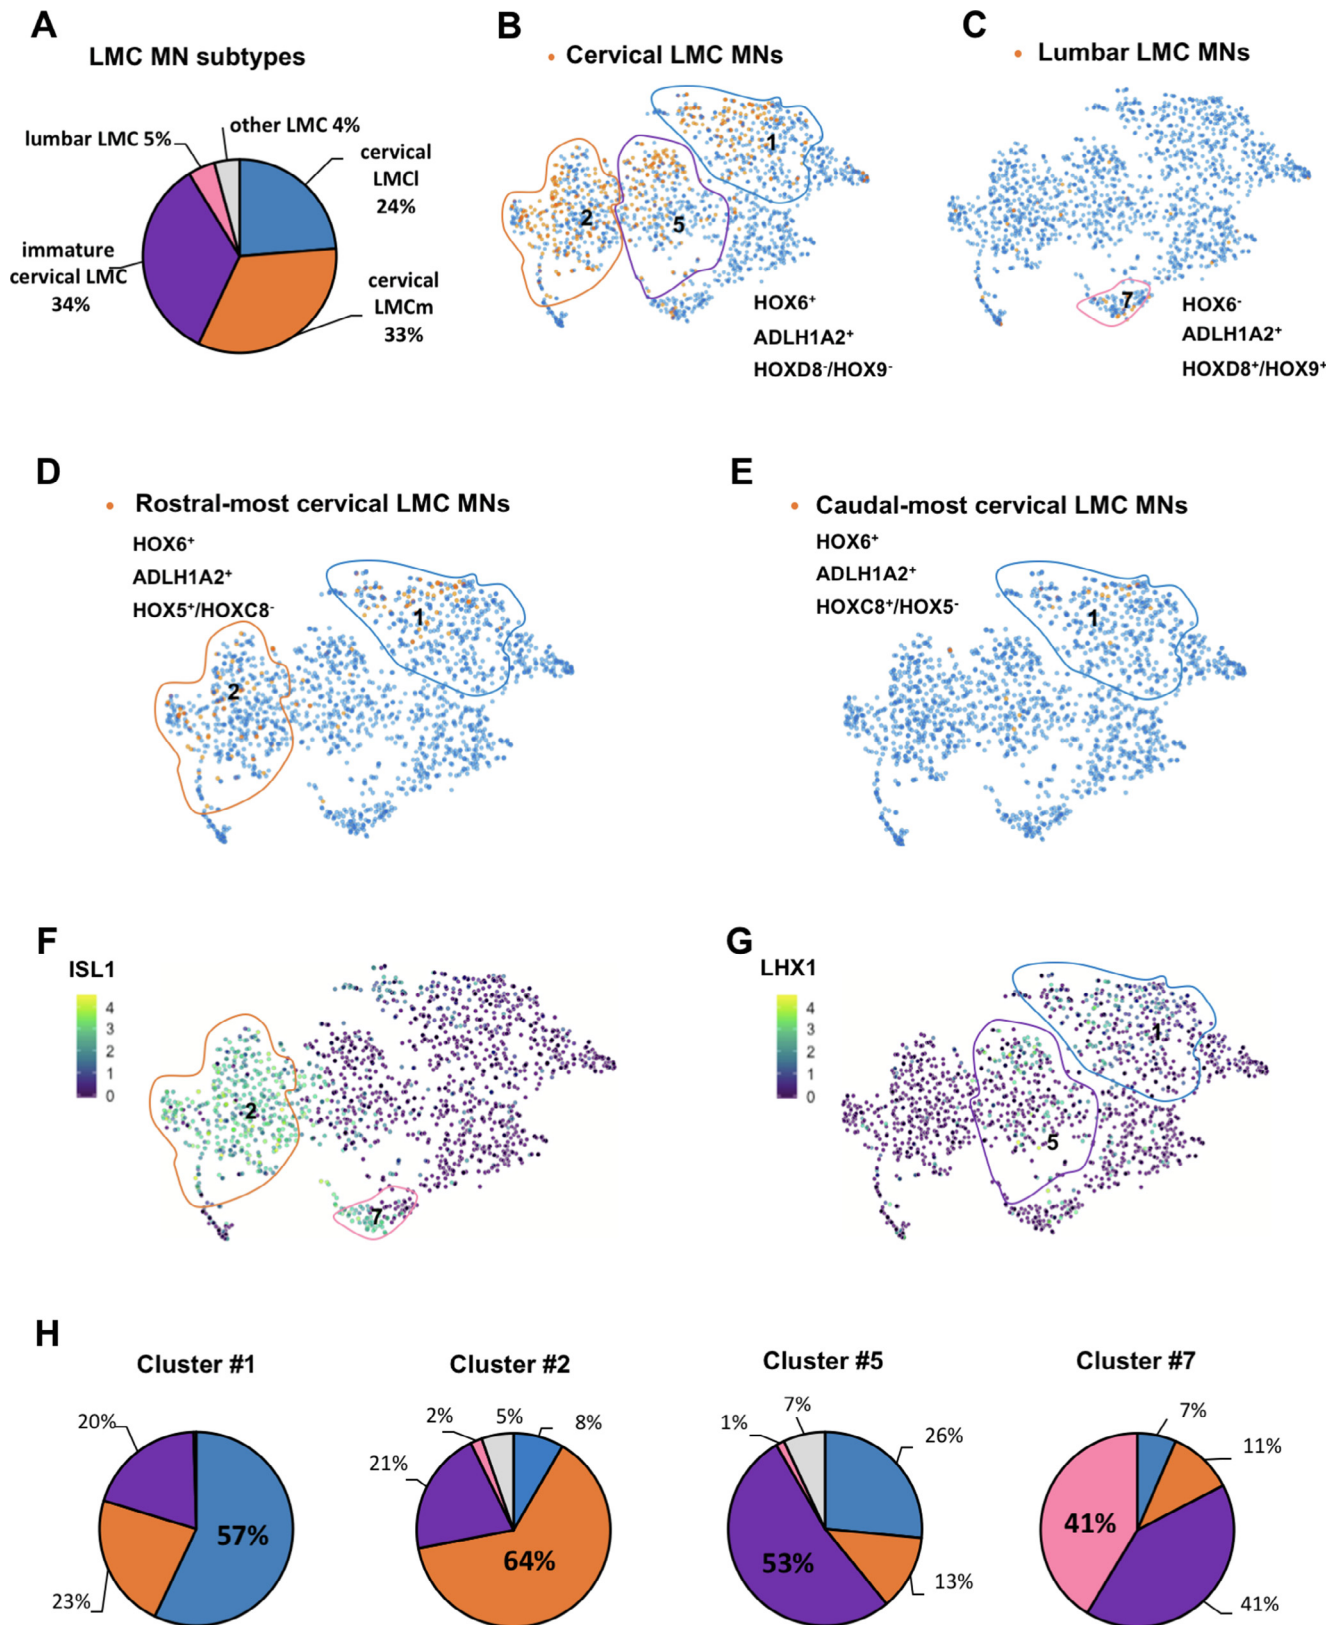 A
LMC MN subtypes
lumbar LMC 5%
other LMC 4%
cervical
LMCl
24%
immature
cervical LMC
34%
cervical
LMCm
33%
B
Cervical LMC MNs
1
2
5
HOX6⁺
ADLH1A2⁺
HOXD8⁻/HOX9⁻
C
Lumbar LMC MNs
7
HOX6⁻
ADLH1A2⁺
HOXD8⁺/HOX9⁺
D
Rostral-most cervical LMC MNs
HOX6⁺
ADLH1A2⁺
HOX5⁺/HOXC8⁻
1
2
E
Caudal-most cervical LMC MNs
HOX6⁺
ADLH1A2⁺
HOXC8⁺/HOX5⁻
1
F
ISL1
4
3
2
1
0
2
7
G
LHX1
4
3
2
1
0
1
5
H
Cluster #1
20%
57%
23%
Cluster #2
2%
5%
8%
21%
64%
Cluster #5
1%
7%
26%
53%
13%
Cluster #7
7%
11%
41%
41%